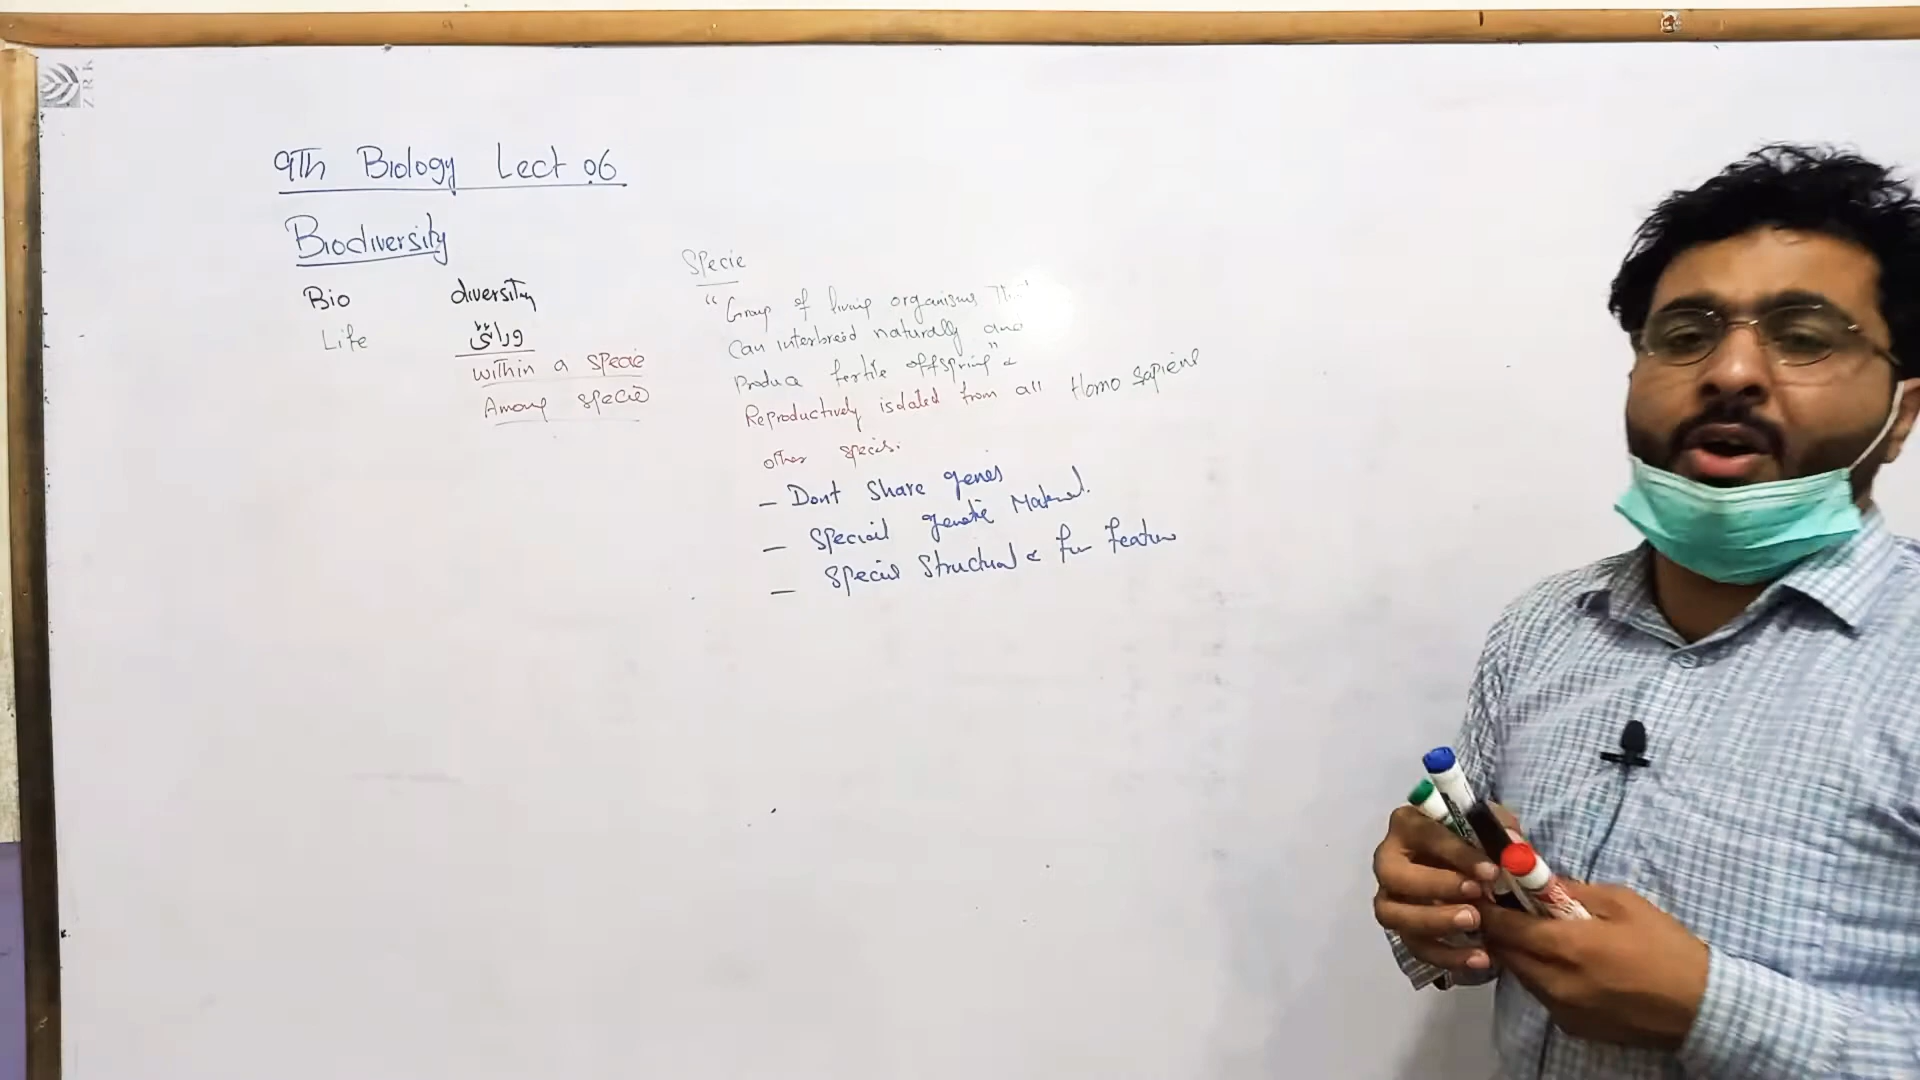 ZRK
9Th Biology Lect 06
Biodiversity
Bio diversity
Life ورائٹی
within a specie
Among specie
Specie
"Group of living organisms
Can interbreed naturally and
Produce fertile offspring" &
Reproductively isolated from all Homo sapiens
other species.
– Dont Share genes
– Special genetic Material.
– Special Structural & fun feature